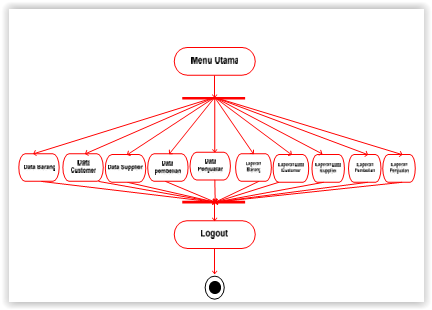 Menu Utama
Data Barang
Data
Customer
Data Supplier
Data
pembelian
Data
Penjualan
Laporan
Barang
Laporan Data
Customer
Laporan Data
Supplier
Laporan
Pembelian
Laporan
Penjualan
Logout